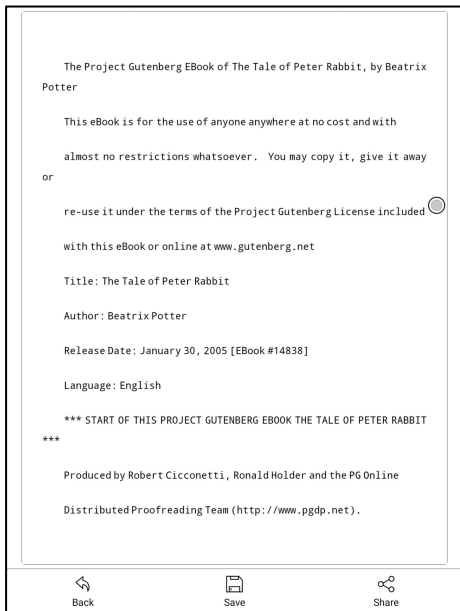 The Project Gutenberg EBook of The Tale of Peter Rabbit, by Beatrix
Potter
This eBook is for the use of anyone anywhere at no cost and with
almost no restrictions whatsoever.  You may copy it, give it away
or
re-use it under the terms of the Project Gutenberg License included
with this eBook or online at www.gutenberg.net
Title: The Tale of Peter Rabbit
Author: Beatrix Potter
Release Date: January 30, 2005 [EBook #14838]
Language: English
*** START OF THIS PROJECT GUTENBERG EBOOK THE TALE OF PETER RABBIT
***
Produced by Robert Cicconetti, Ronald Holder and the PG Online
Distributed Proofreading Team (http://www.pgdp.net).
Back Save Share